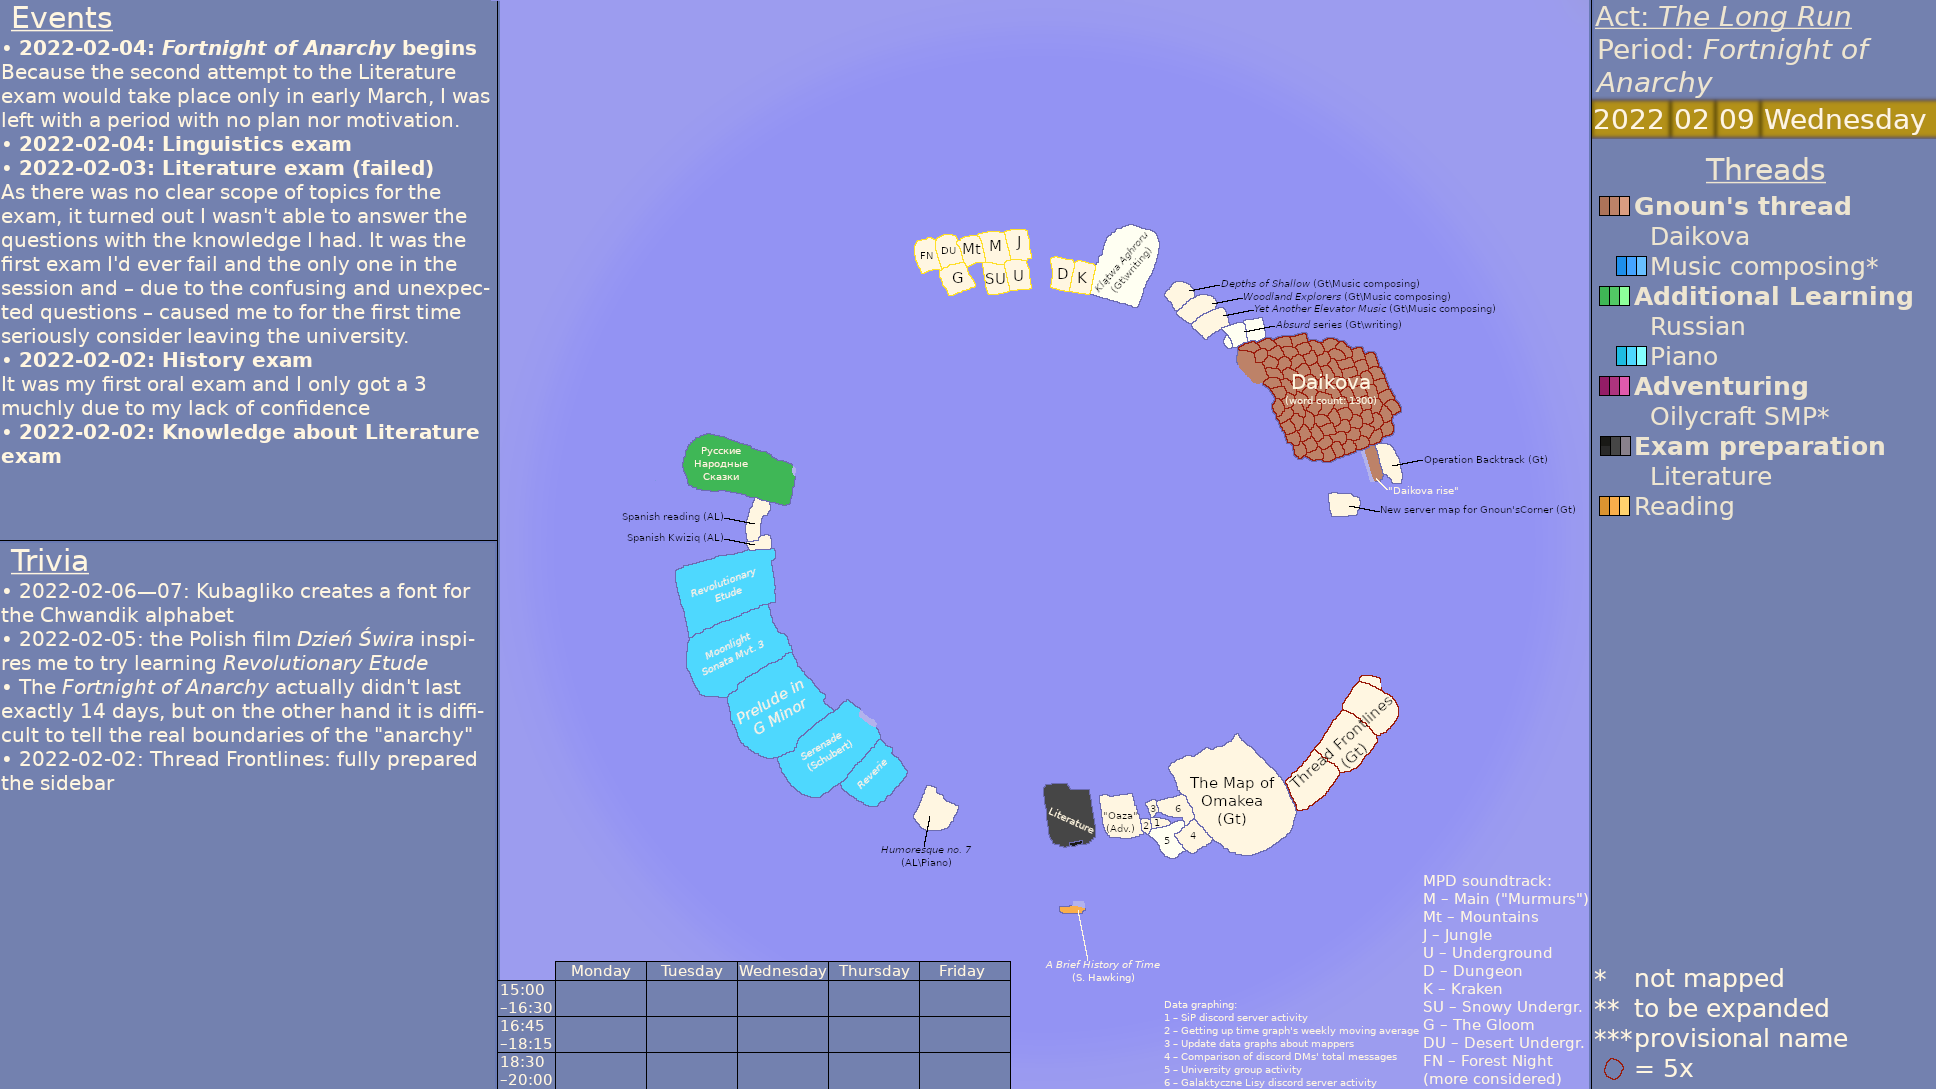 Events
• 2022-02-04: Fortnight of Anarchy begins
Because the second attempt to the Literature
exam would take place only in early March, I was
left with a period with no plan nor motivation.
• 2022-02-04: Linguistics exam
• 2022-02-03: Literature exam (failed)
As there was no clear scope of topics for the
exam, it turned out I wasn't able to answer the
questions with the knowledge I had. It was the
first exam I'd ever fail and the only one in the
session and – due to the confusing and unexpec-
ted questions – caused me to for the first time
seriously consider leaving the university.
• 2022-02-02: History exam
It was my first oral exam and I only got a 3
muchly due to my lack of confidence
• 2022-02-02: Knowledge about Literature
exam
Trivia
• 2022-02-06—07: Kubagliko creates a font for
the Chwandik alphabet
• 2022-02-05: the Polish film Dzień Świra inspi-
res me to try learning Revolutionary Etude
• The Fortnight of Anarchy actually didn't last
exactly 14 days, but on the other hand it is diffi-
cult to tell the real boundaries of the "anarchy"
• 2022-02-02: Thread Frontlines: fully prepared
the sidebar
FN
DU
Mt
M
J
G
SU
U
D
K
Klątwa Aghroru
(Gt\writing)
Depths of Shallow (Gt\Music composing)
Woodland Explorers (Gt\Music composing)
Yet Another Elevator Music (Gt\Music composing)
Absurd series (Gt\writing)
Daikova
(word count: 1300)
Operation Backtrack (Gt)
"Daikova rise"
New server map for Gnoun'sCorner (Gt)
Русские
Народные
Сказки
Spanish reading (AL)
Spanish Kwiziq (AL)
Revolutionary
Etude
Moonlight
Sonata Mvt. 3
Prelude in
G Minor
Serenade
(Schubert)
Reverie
Humoresque no. 7
(AL\Piano)
Literature
"Oaza"
(Adv.)
3
6
2
1
5
4
The Map of
Omakea
(Gt)
Thread Frontlines
(Gt)
A Brief History of Time
(S. Hawking)
Monday Tuesday Wednesday Thursday Friday
15:00
–16:30
16:45
–18:15
18:30
–20:00
Data graphing:
1 – SiP discord server activity
2 – Getting up time graph's weekly moving average
3 – Update data graphs about mappers
4 – Comparison of discord DMs' total messages
5 – University group activity
6 – Galaktyczne Lisy discord server activity
MPD soundtrack:
M – Main ("Murmurs")
Mt – Mountains
J – Jungle
U – Underground
D – Dungeon
K – Kraken
SU – Snowy Undergr.
G – The Gloom
DU – Desert Undergr.
FN – Forest Night
(more considered)
Act: The Long Run
Period: Fortnight of
Anarchy
2022 02 09 Wednesday
Threads
Gnoun's thread
Daikova
Music composing*
Additional Learning
Russian
Piano
Adventuring
Oilycraft SMP*
Exam preparation
Literature
Reading
* not mapped
** to be expanded
***provisional name
= 5x